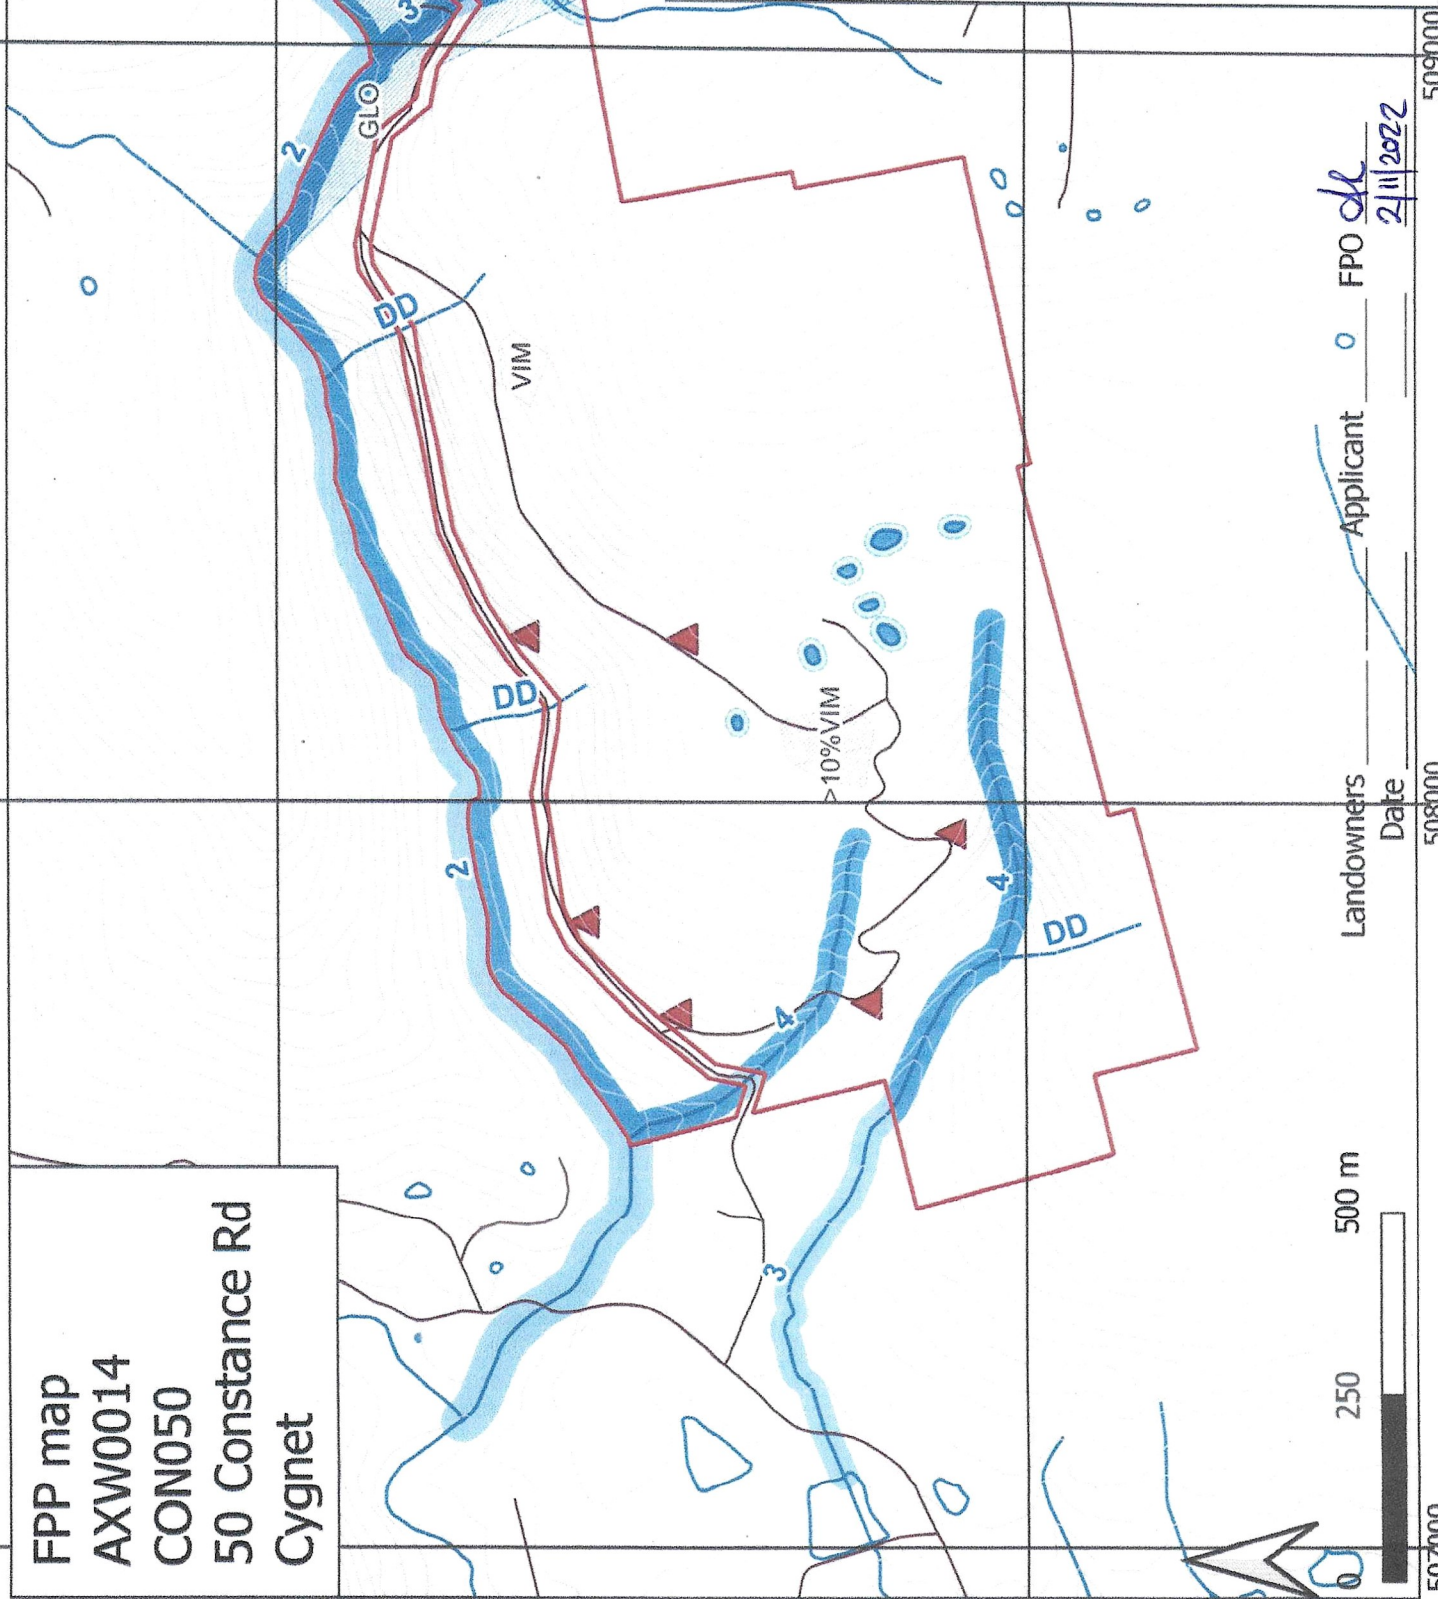 FPP map
AXW0014
CON050
50 Constance Rd
Cygnet
3
GLO
2
DD
VIM
DD
2
>10%VIM
4
4
DD
3
Landowners Applicant FPO
Date 2/11/2022
0 250 500 m
507000
508000
509000